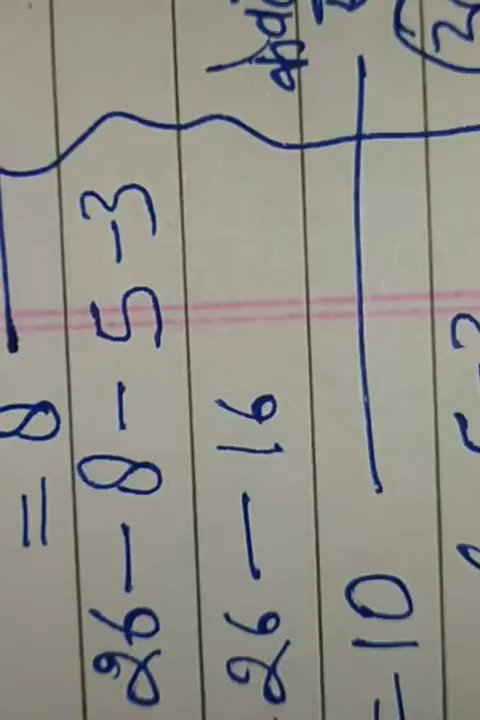 = 8
26 - 8 - 5 - 3
26 - 16
= 10